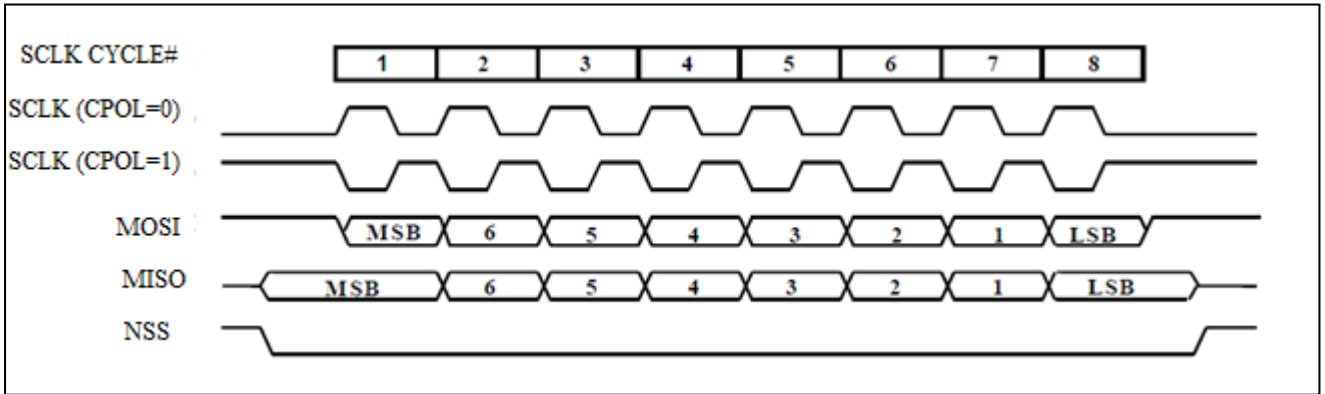 SCLK CYCLE# 1 2 3 4 5 6 7 8
SCLK (CPOL=0)
SCLK (CPOL=1)
MOSI MSB 6 5 4 3 2 1 LSB
MISO MSB 6 5 4 3 2 1 LSB
NSS